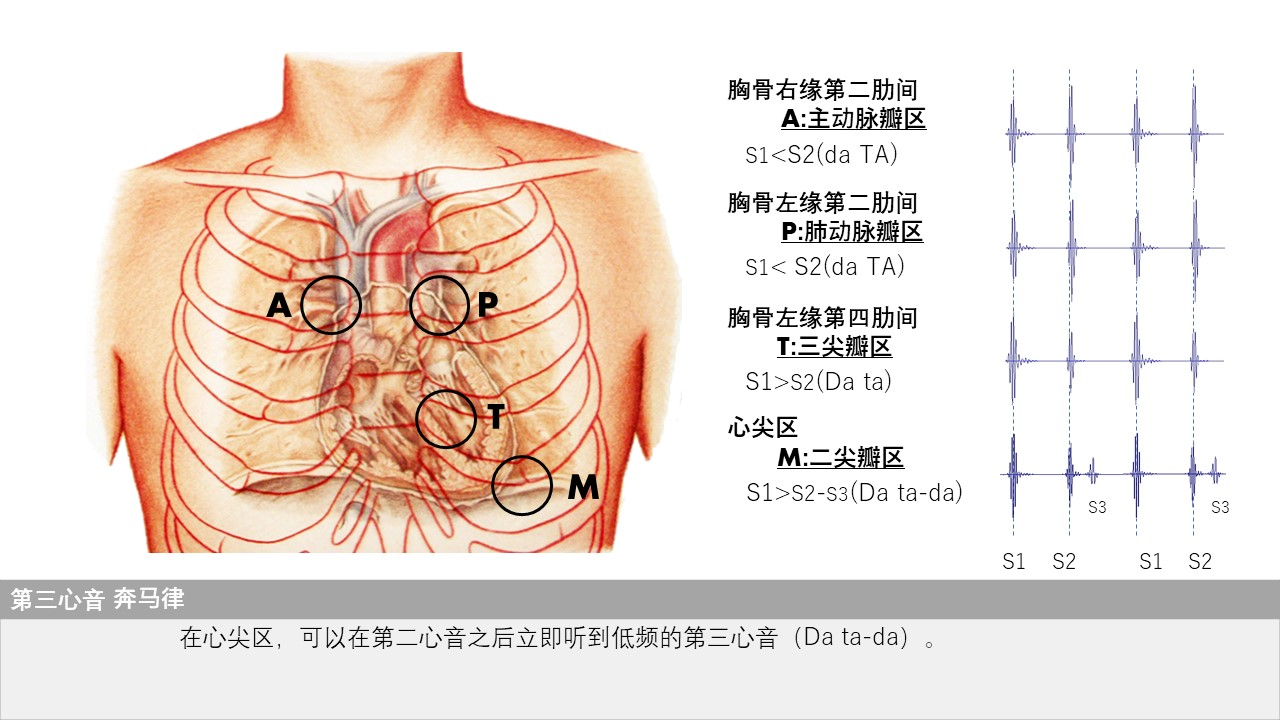 胸骨右缘第二肋间
A:主动脉瓣区
S1<S2(da TA)
胸骨左缘第二肋间
P:肺动脉瓣区
S1< S2(da TA)
胸骨左缘第四肋间
T:三尖瓣区
S1>S2(Da ta)
心尖区
M:二尖瓣区
S1>S2-S3(Da ta-da)
A
P
T
M
S3
S3
S1 S2 S1 S2
第三心音 奔马律
在心尖区，可以在第二心音之后立即听到低频的第三心音（Da ta-da）。